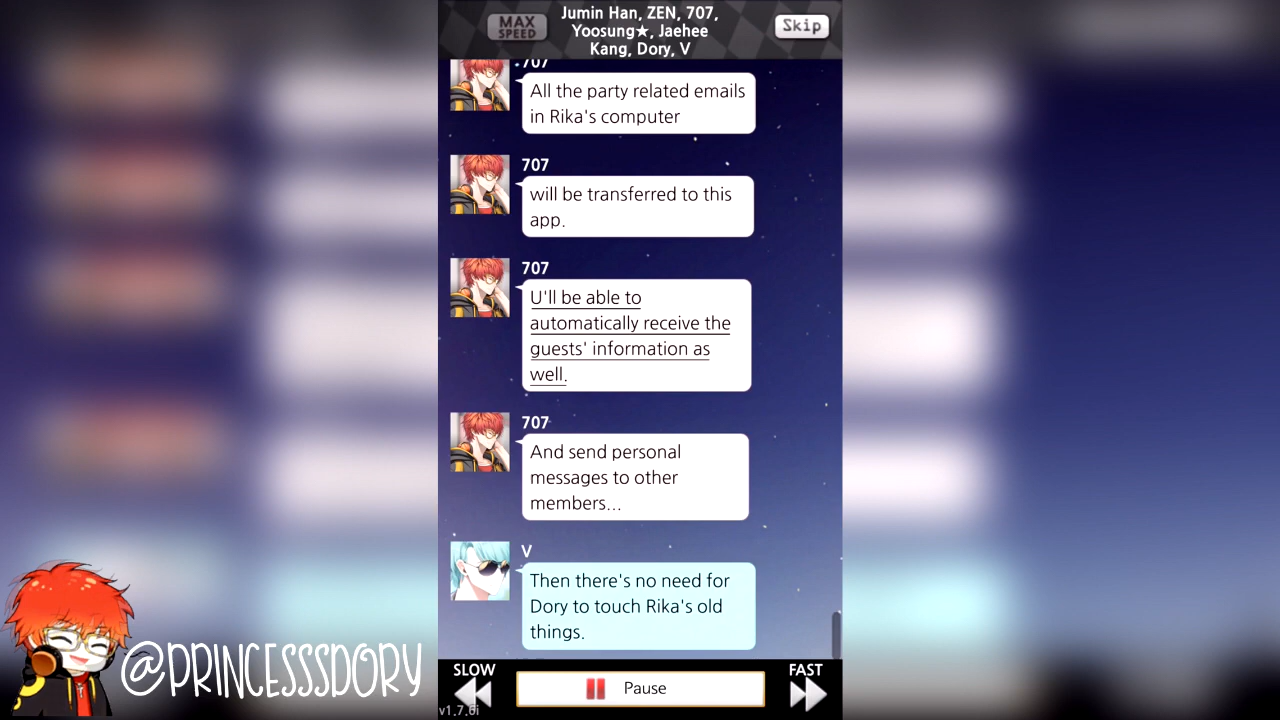 MAX
SPEED
Jumin Han, ZEN, 707,
Yoosung★, Jaehee
Kang, Dory, V
Skip
707
All the party related emails
in Rika's computer
707
will be transferred to this
app.
707
U'll be able to
automatically receive the
guests' information as
well.
707
And send personal
messages to other
members...
V
Then there's no need for
Dory to touch Rika's old
things.
SLOW
Pause
FAST
v1.7.6i
@PRINCESSSDORY